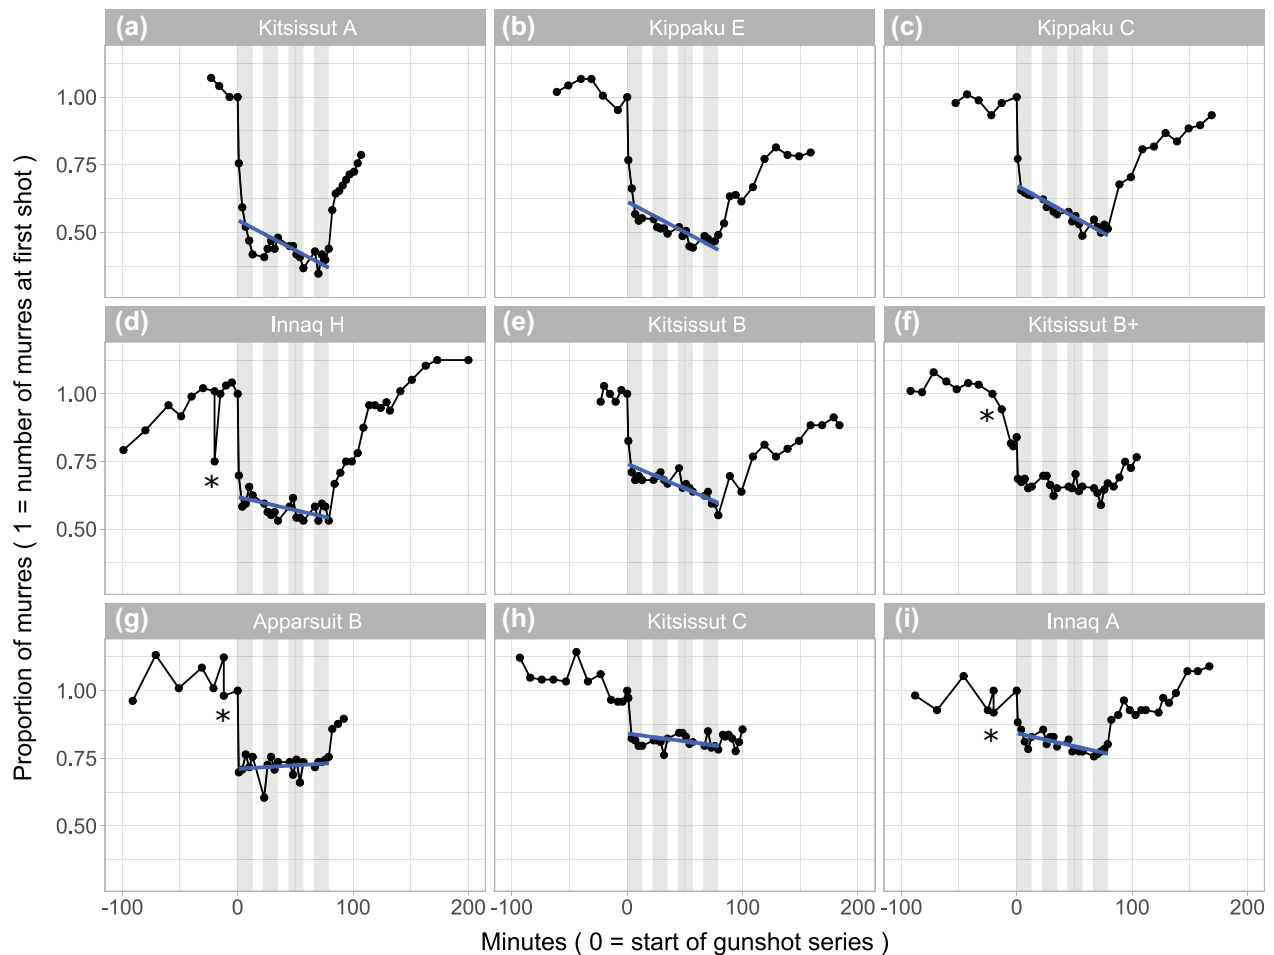 (a) Kitsissut A
(b) Kippaku E
(c) Kippaku C
1.00
0.75
0.50
(d) Innaq H
*
(e) Kitsissut B
(f) Kitsissut B+
*
1.00
0.75
0.50
(g) Apparsuit B
*
(h) Kitsissut C
(i) Innaq A
*
1.00
0.75
0.50
-100 0 100 200
-100 0 100 200
-100 0 100 200
Minutes ( 0 = start of gunshot series )
Proportion of murres ( 1 = number of murres at first shot )